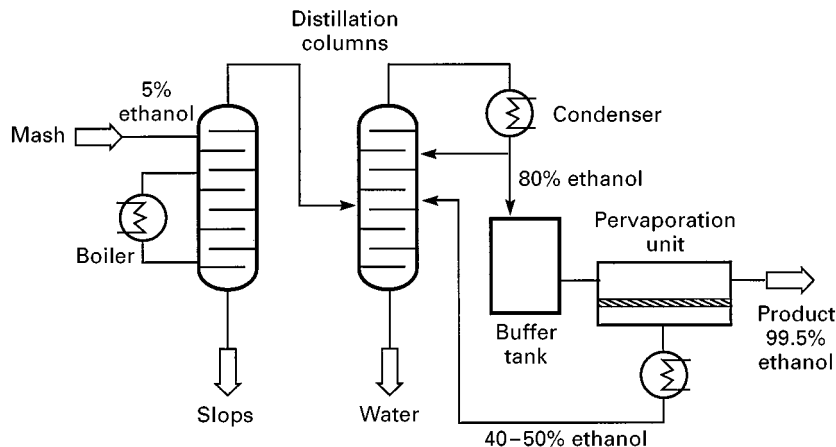 Distillation
columns
5%
ethanol
Mash
Condenser
80% ethanol
Boiler
Pervaporation
unit
Buffer
tank
Product
99.5%
ethanol
Slops
Water
40–50% ethanol